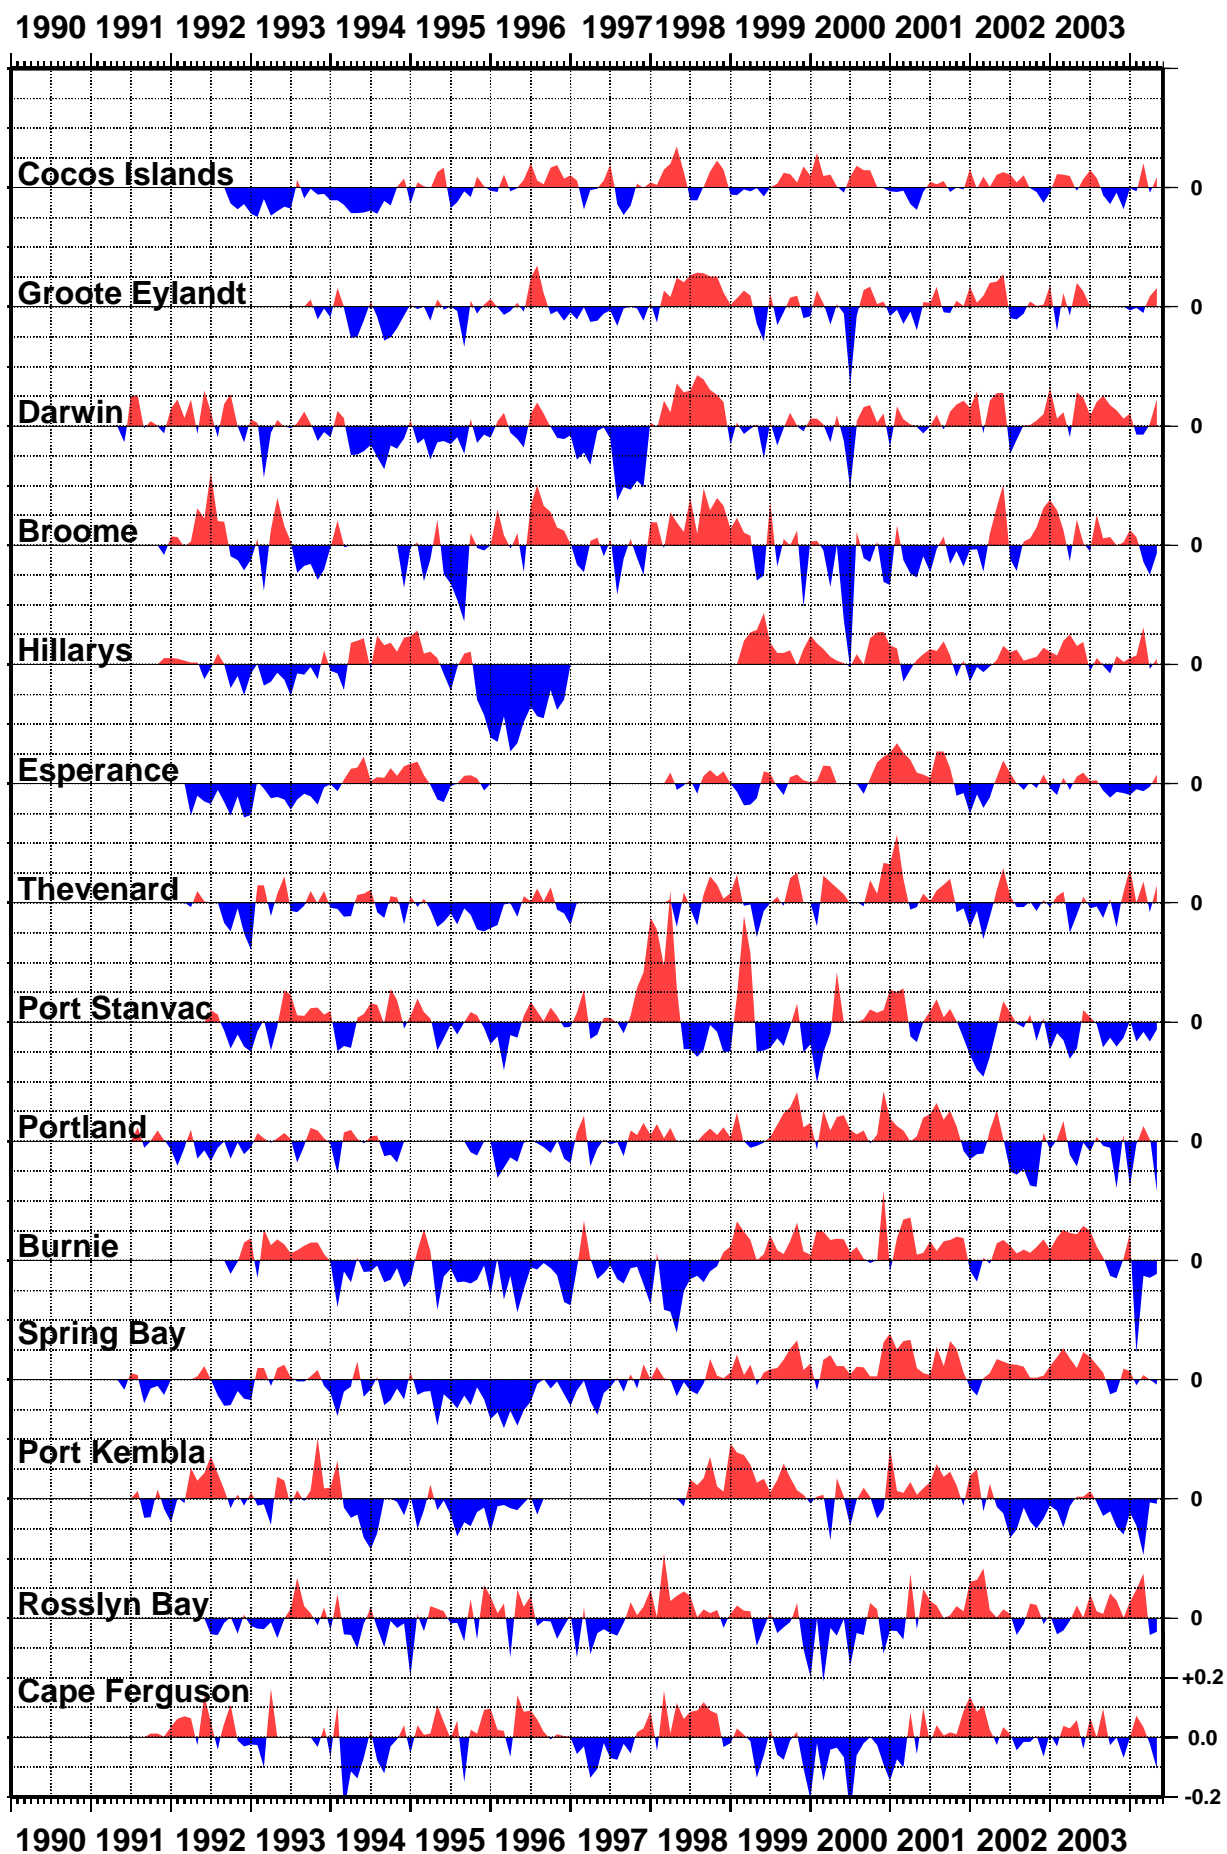 1990 1991 1992 1993 1994 1995 1996 1997 1998 1999 2000 2001 2002 2003
Cocos Islands 0
Groote Eylandt 0
Darwin 0
Broome 0
Hillarys 0
Esperance 0
Thevenard 0
Port Stanvac 0
Portland 0
Burnie 0
Spring Bay 0
Port Kembla 0
Rosslyn Bay 0
+0.2
Cape Ferguson
0.0
-0.2
1990 1991 1992 1993 1994 1995 1996 1997 1998 1999 2000 2001 2002 2003